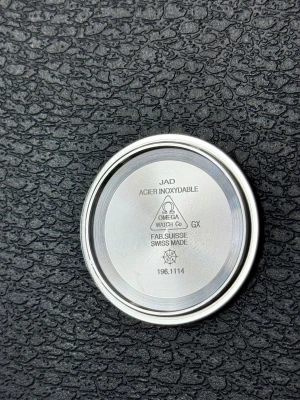 JAD
ACIER INOXYDABLE
Ω
OMEGA
WATCH Co
GX
FAB. SUISSE
SWISS MADE
196.1114